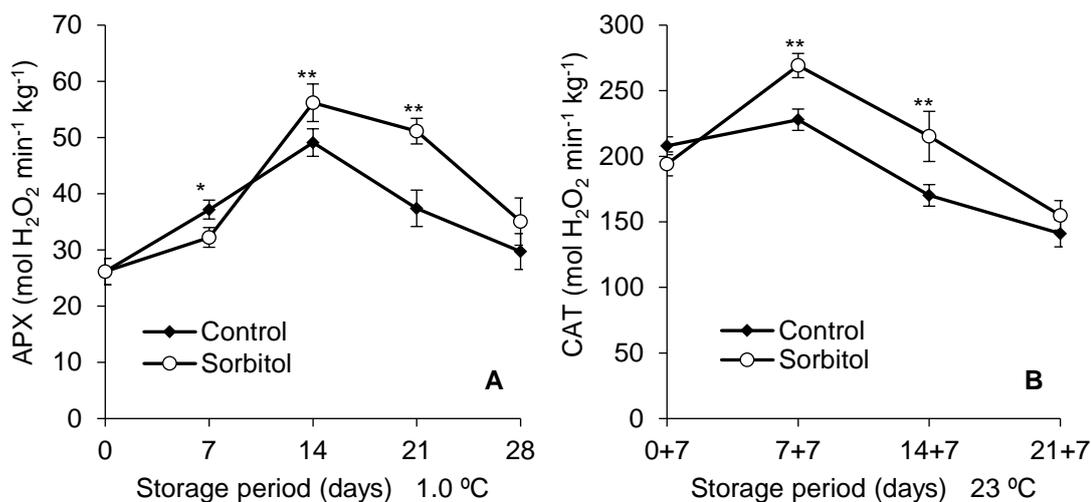 70
60
50
40
30
20
10
0
APX (mol H₂O₂ min⁻¹ kg⁻¹)
*
**
**
Control
Sorbitol
A
0 7 14 21 28
Storage period (days) 1.0 ºC
300
250
200
150
100
50
0
CAT (mol H₂O₂ min⁻¹ kg⁻¹)
**
**
Control
Sorbitol
B
0+7 7+7 14+7 21+7
Storage period (days) 23 ºC